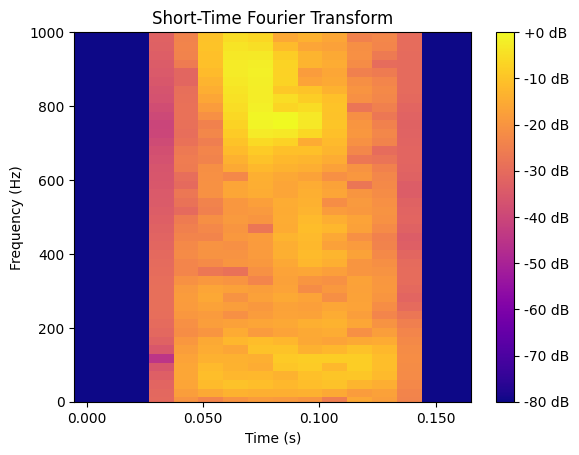 Short-Time Fourier Transform
1000
800
600
400
200
0
Frequency (Hz)
0.000
0.050
0.100
0.150
Time (s)
+0 dB
-10 dB
-20 dB
-30 dB
-40 dB
-50 dB
-60 dB
-70 dB
-80 dB